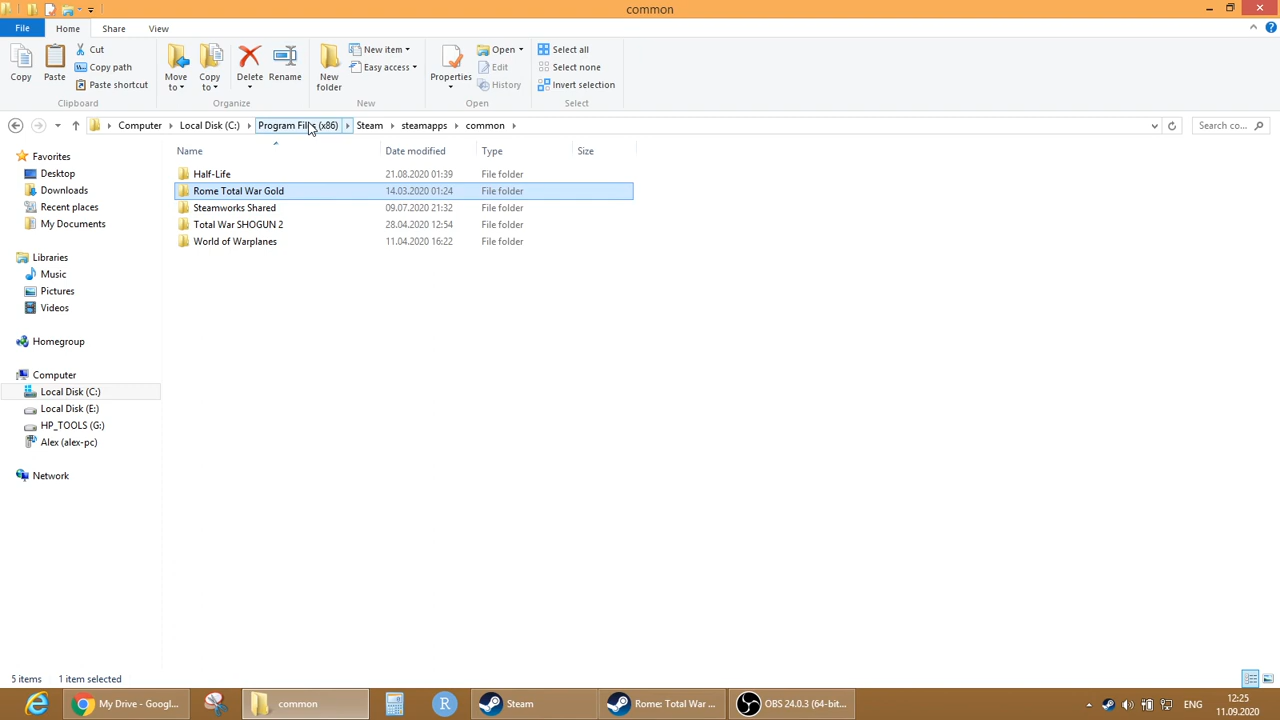 common
File Home Share View
Copy Paste Cut Copy path Paste shortcut Move to Copy to Delete Rename New folder New item Easy access Properties Open Edit History Select all Select none Invert selection
Clipboard Organize New Open Select
Computer Local Disk (C:) Program Files (x86) Steam steamapps common Search co...
Name Date modified Type Size
Favorites
Desktop
Downloads
Recent places
My Documents
Libraries
Music
Pictures
Videos
Homegroup
Computer
Local Disk (C:)
Local Disk (E:)
HP_TOOLS (G:)
Alex (alex-pc)
Network
Half-Life 21.08.2020 01:39 File folder
Rome Total War Gold 14.03.2020 01:24 File folder
Steamworks Shared 09.07.2020 21:32 File folder
Total War SHOGUN 2 28.04.2020 12:54 File folder
World of Warplanes 11.04.2020 16:22 File folder
5 items 1 item selected
My Drive - Googl... common R Steam Rome: Total War ... OBS 24.0.3 (64-bit... ENG 12:25
11.09.2020